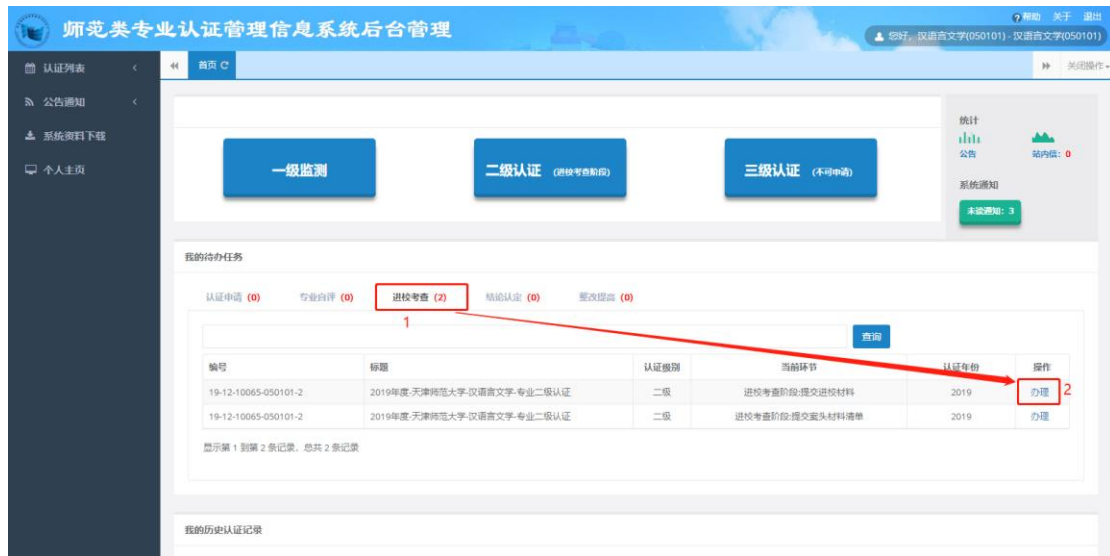 师范类专业认证管理信息系统后台管理
帮助 关于 退出
您好，汉语言文学(050101) - 汉语言文学(050101)
认证列表
公告通知
系统资料下载
个人主页
首页
关闭操作
一级监测
二级认证 (进校考查阶段)
三级认证 (不可申请)
统计
公告
站内信: 0
系统通知
未读通知: 3
我的待办任务
认证申请 (0) 专业自评 (0) 进校考查 (2) 结论认定 (0) 整改提高 (0)
1
查询
编号 标题 认证级别 当前环节 认证年份 操作
19-12-10065-050101-2 2019年度-天津师范大学-汉语言文学-专业二级认证 二级 进校考查阶段:提交进校材料 2019 办理 2
19-12-10065-050101-2 2019年度-天津师范大学-汉语言文学-专业二级认证 二级 进校考查阶段:提交案头材料清单 2019 办理
显示第 1 到第 2 条记录，总共 2 条记录
我的历史认证记录